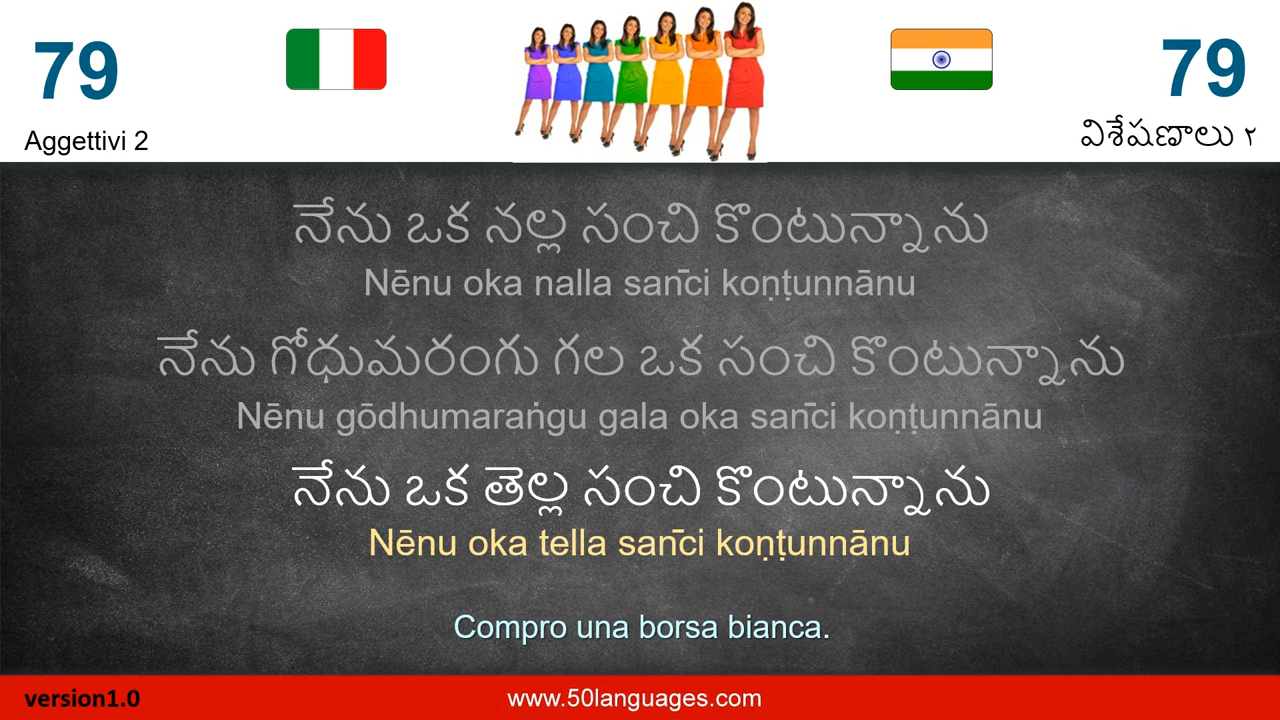 79
79
Aggettivi 2
విశేషణాలు ٢
నేను ఒక నల్ల సంచి కొంటున్నాను
Nēnu oka nalla san̄ci koṇṭunnānu
నేను గోధుమరంగు గల ఒక సంచి కొంటున్నాను
Nēnu gōdhumaraṅgu gala oka san̄ci koṇṭunnānu
నేను ఒక తెల్ల సంచి కొంటున్నాను
Nēnu oka tella san̄ci koṇṭunnānu
Compro una borsa bianca.
version1.0
www.50languages.com